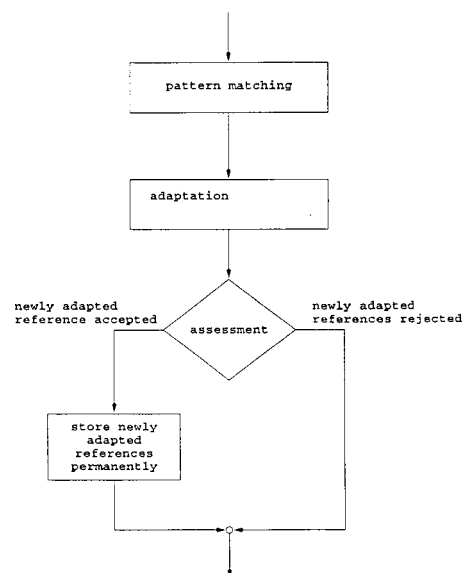 pattern matching
adaptation
newly adapted
reference accepted
assessment
newly adapted
references rejected
store newly
adapted
references
permanently